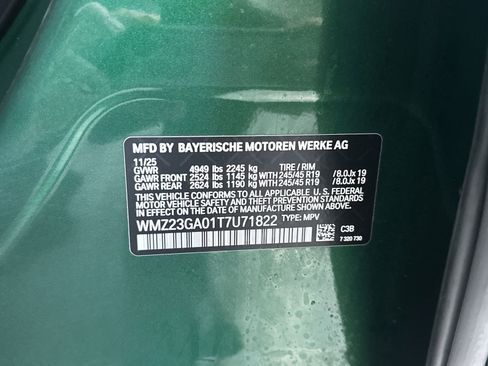 MFD BY BAYERISCHE MOTOREN WERKE AG
11/25
GVWR 4949 lbs 2245 kg TIRE / RIM
GAWR FRONT 2524 lbs 1145 kg WITH 245/45 R19 /8.0Jx 19
GAWR REAR 2624 lbs 1190 kg WITH 245/45 R19 /8.0Jx 19
THIS VEHICLE CONFORMS TO ALL APPLICABLE U. S. FEDERAL
MOTOR VEHICLE SAFETY, BUMPER, AND THEFT PREVENTION
STANDARDS IN EFFECT ON THE DATE OF MANUFACTURE SHOWN ABOVE.
WMZ23GA01T7U71822 TYPE: MPV
C3B
7 320 730